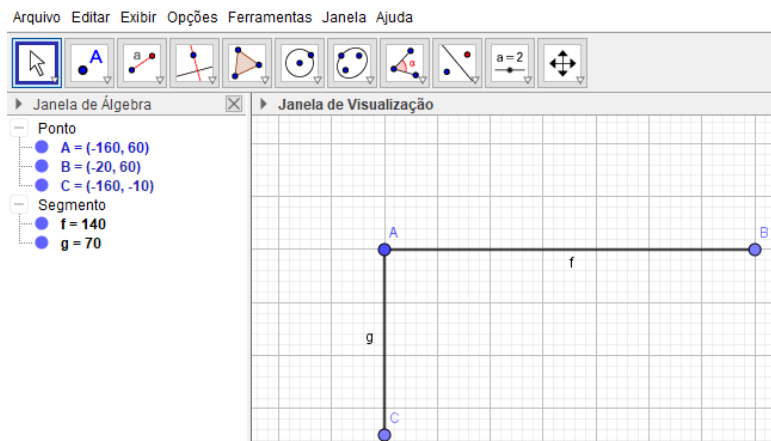 Arquivo Editar Exibir Opções Ferramentas Janela Ajuda
A a α a = 2
Janela de Álgebra
Janela de Visualização
Ponto
A = (-160, 60)
B = (-20, 60)
C = (-160, -10)
Segmento
f = 140
g = 70
A
B
f
g
C